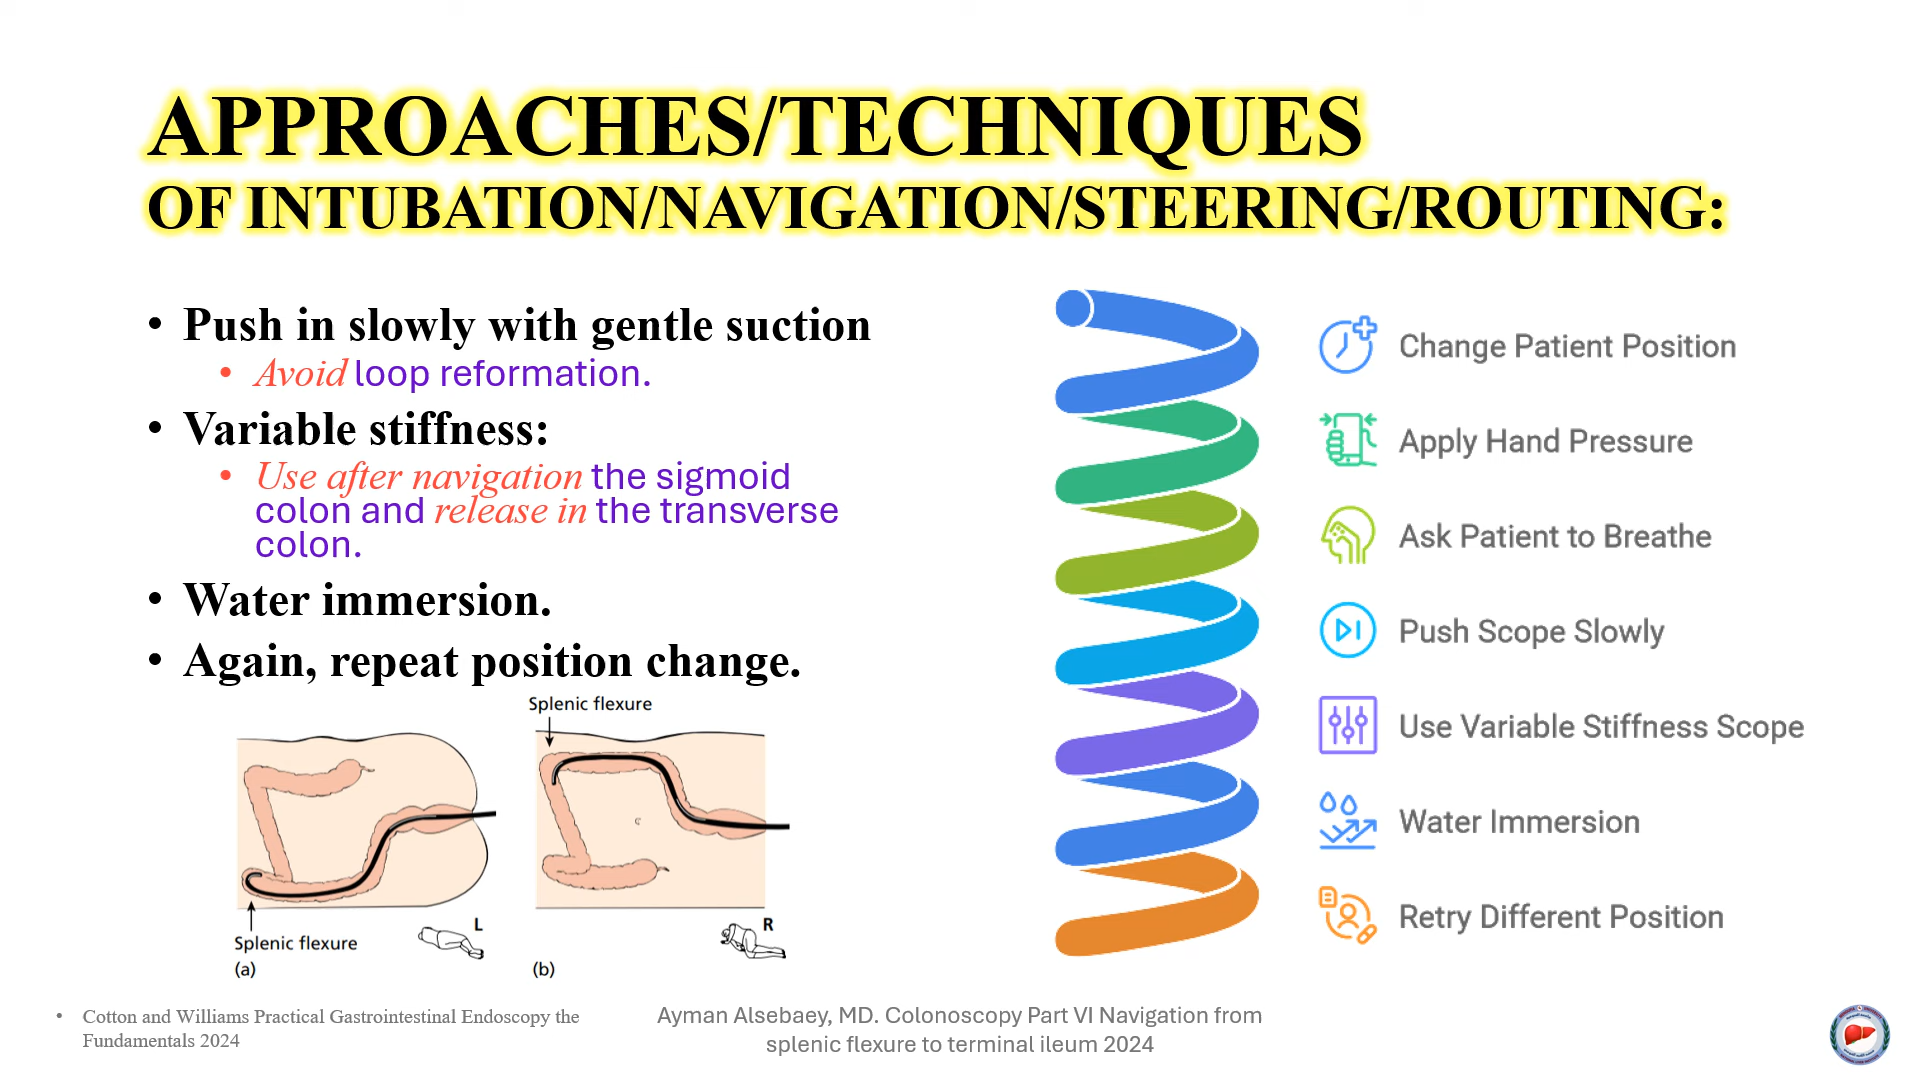 APPROACHES/TECHNIQUES
OF INTUBATION/NAVIGATION/STEERING/ROUTING:
• Push in slowly with gentle suction
• Avoid loop reformation.
• Variable stiffness:
• Use after navigation the sigmoid
colon and release in the transverse
colon.
• Water immersion.
• Again, repeat position change.
Splenic flexure
L
Splenic flexure
(a)
R
(b)
Change Patient Position
Apply Hand Pressure
Ask Patient to Breathe
Push Scope Slowly
Use Variable Stiffness Scope
Water Immersion
Retry Different Position
• Cotton and Williams Practical Gastrointestinal Endoscopy the
Fundamentals 2024
Ayman Alsebaey, MD. Colonoscopy Part VI Navigation from
splenic flexure to terminal ileum 2024